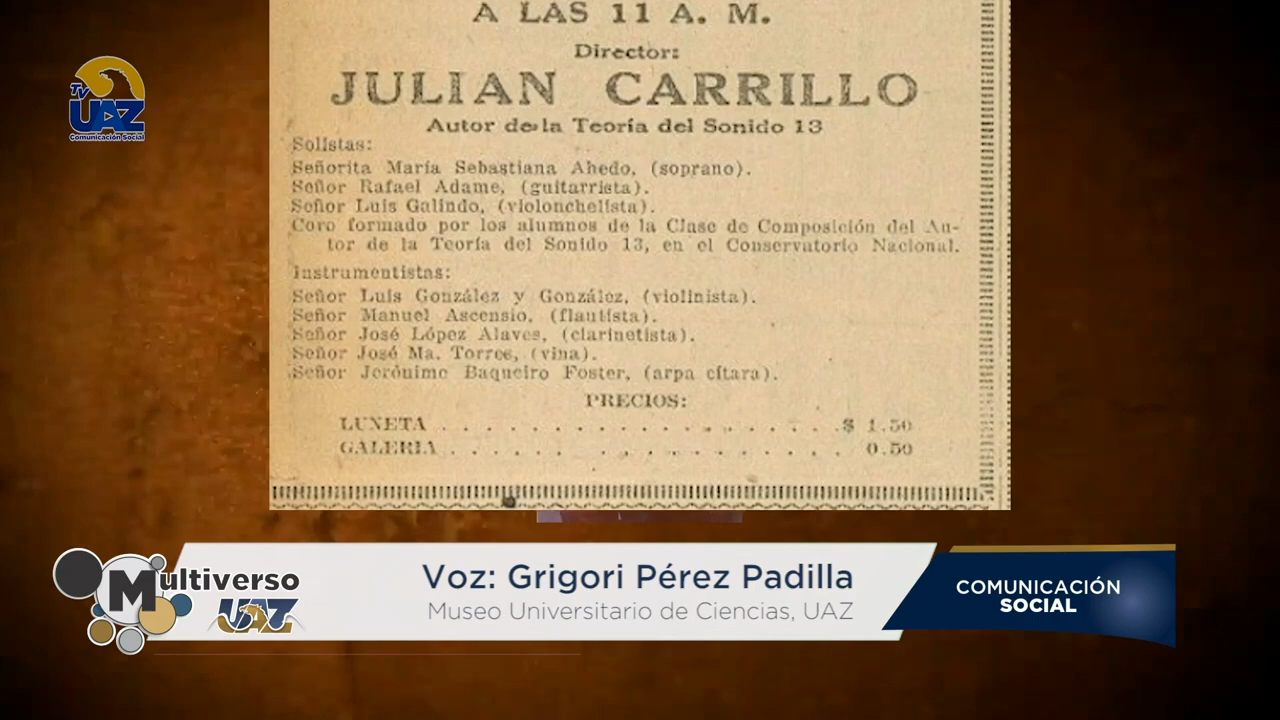 A LAS 11 A. M.
Director:
JULIAN CARRILLO
Autor de la Teoría del Sonido 13
Solistas:
Señorita María Sebastiana Ahedo, (soprano).
Señor Rafael Adame, (guitarrista).
Señor Luis Galindo, (violonchelista).
Coro formado por los alumnos de la Clase de Composición del Au-
tor de la Teoría del Sonido 13, en el Conservatorio Nacional.
Instrumentistas:
Señor Luis González y González, (violinista).
Señor Manuel Ascensio, (flautista).
Señor José López Alaves, (clarinetista).
Señor José Ma. Torres, (vina).
Señor Jerónimo Baqueiro Foster, (arpa cítara).
PRECIOS:
LUNETA . . . . . . . . . . . . . . . . . . $ 1.50
GALERIA . . . . . . . . . . . . . . . . 0.50
TV
UAZ
Comunicación Social
Multiverso
UAZ
Voz: Grigori Pérez Padilla
Museo Universitario de Ciencias, UAZ
COMUNICACIÓN
SOCIAL